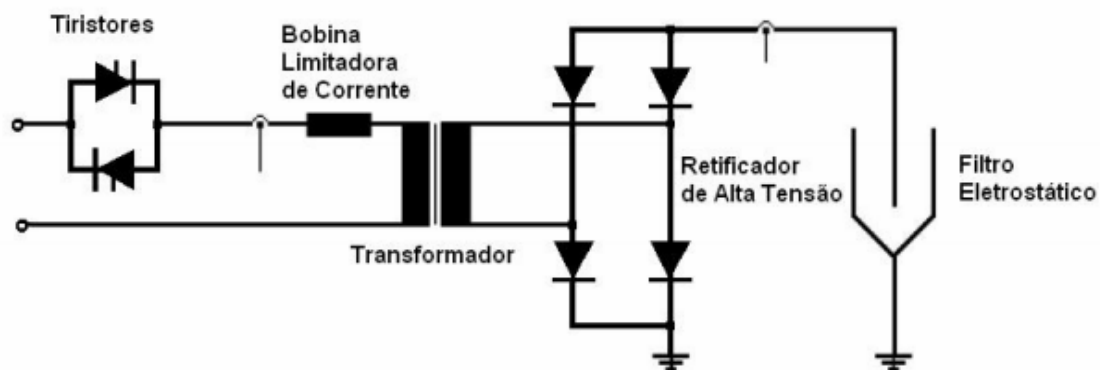 Tiristores
Bobina
Limitadora
de Corrente
Transformador
Retificador
de Alta Tensão
Filtro
Eletrostático